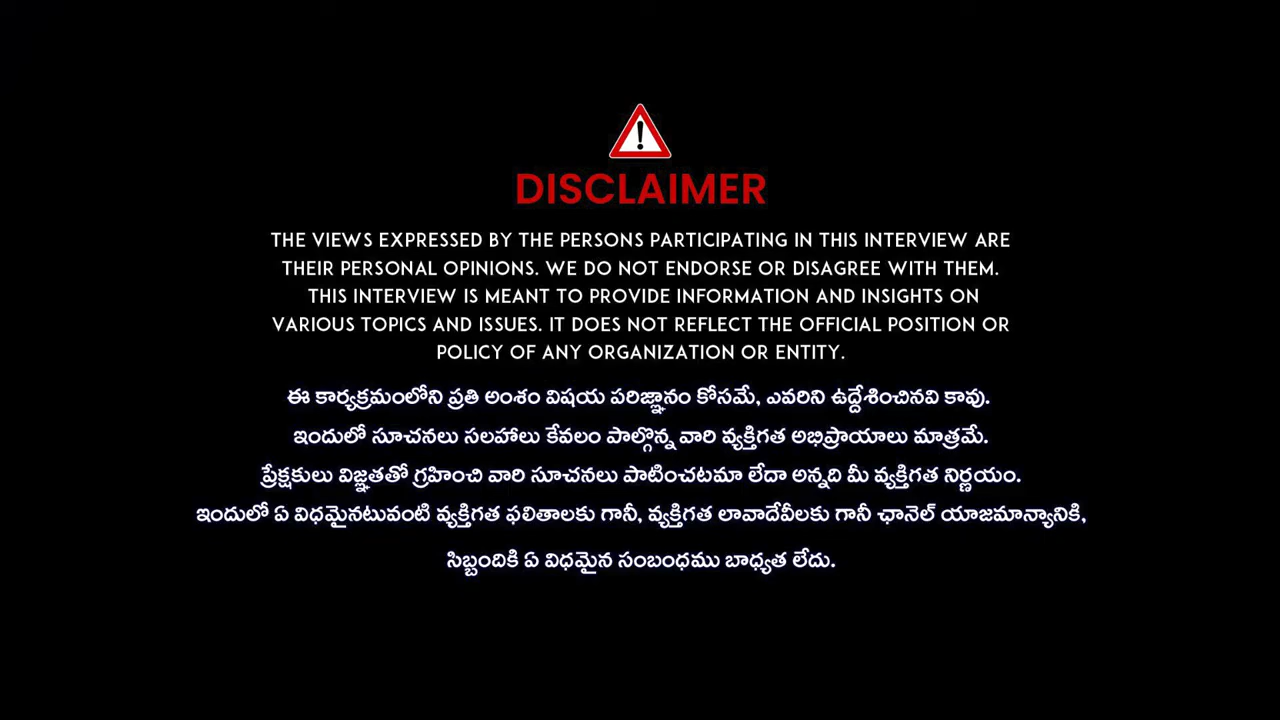 DISCLAIMER
THE VIEWS EXPRESSED BY THE PERSONS PARTICIPATING IN THIS INTERVIEW ARE
THEIR PERSONAL OPINIONS. WE DO NOT ENDORSE OR DISAGREE WITH THEM.
THIS INTERVIEW IS MEANT TO PROVIDE INFORMATION AND INSIGHTS ON
VARIOUS TOPICS AND ISSUES. IT DOES NOT REFLECT THE OFFICIAL POSITION OR
POLICY OF ANY ORGANIZATION OR ENTITY.
ఈ కార్యక్రమంలోని ప్రతి అంశం విషయ పరిజ్ఞానం కోసమే, ఎవరిని ఉద్దేశించినవి కావు.
ఇందులో సూచనలు సలహాలు కేవలం పాల్గొన్న వారి వ్యక్తిగత అభిప్రాయాలు మాత్రమే.
ప్రేక్షకులు విజ్ఞతతో గ్రహించి వారి సూచనలు పాటించటమా లేదా అన్నది మీ వ్యక్తిగత నిర్ణయం.
ఇందులో ఏ విధమైనటువంటి వ్యక్తిగత ఫలితాలకు గానీ, వ్యక్తిగత లావాదేవీలకు గానీ ఛానెల్ యాజమాన్యానికి,
సిబ్బందికి ఏ విధమైన సంబంధము బాధ్యత లేదు.